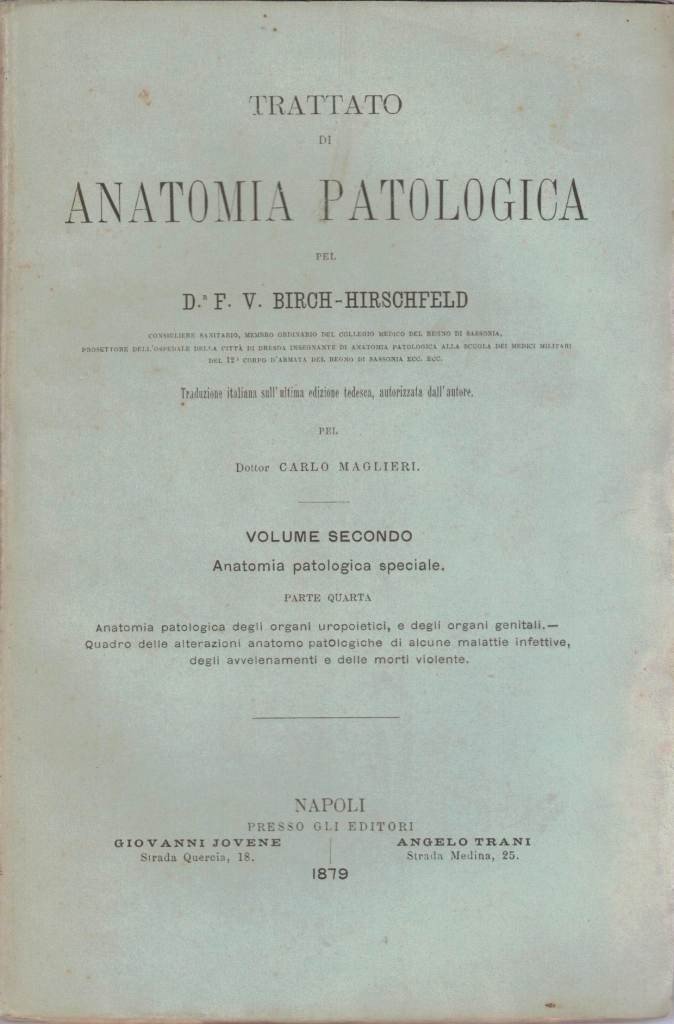 TRATTATO
DI
ANATOMIA PATOLOGICA
PEL
D.R F. V. BIRCH-HIRSCHFELD
CONSIGLIERE SANITARIO, MEMBRO ORDINARIO DEL COLLEGIO MEDICO DEL REGNO DI SASSONIA,
PROSETTORE DELL'OSPEDALE DELLA CITTÀ DI DRESDA INSEGNANTE DI ANATOMIA PATOLOGICA ALLA SCUOLA DEI MEDICI MILITARI
DEL 12.° CORPO D'ARMATA DEL REGNO DI SASSONIA ECC. ECC.
Traduzione italiana sull'ultima edizione tedesca, autorizzata dall'autore.
PEL
Dottor CARLO MAGLIERI.
VOLUME SECONDO
Anatomia patologica speciale.
PARTE QUARTA
Anatomia patologica degli organi uropoietici, e degli organi genitali.—
Quadro delle alterazioni anatomo patologiche di alcune malattie infettive,
degli avvelenamenti e delle morti violente.
NAPOLI
PRESSO GLI EDITORI
GIOVANNI JOVENE
Strada Quercia, 18.
ANGELO TRANI
Strada Medina, 25.
1879